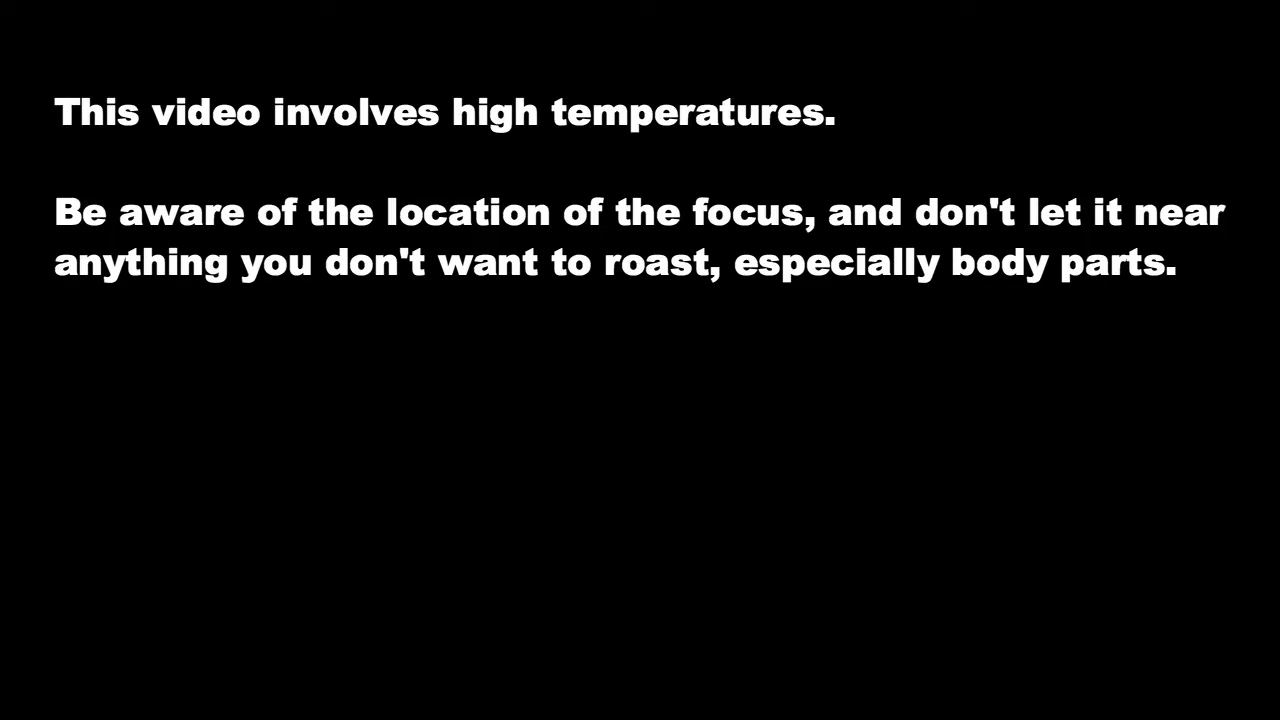 This video involves high temperatures.
Be aware of the location of the focus, and don't let it near
anything you don't want to roast, especially body parts.